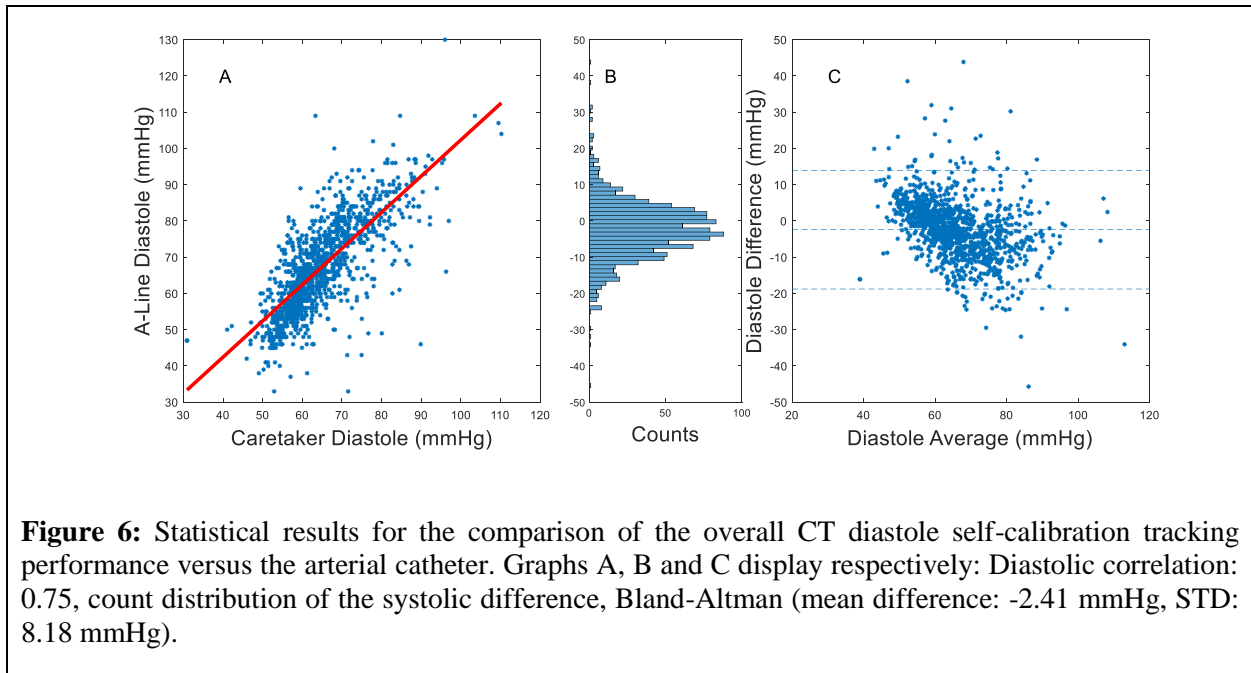 A
130
120
110
100
90
80
70
60
50
40
30
A-Line Diastole (mmHg)
30 40 50 60 70 80 90 100 110 120
Caretaker Diastole (mmHg)
B
50
40
30
20
10
0
-10
-20
-30
-40
-50
0 50 100
Counts
C
50
40
30
20
10
0
-10
-20
-30
-40
-50
Diastole Difference (mmHg)
20 40 60 80 100 120
Diastole Average (mmHg)
Figure 6: Statistical results for the comparison of the overall CT diastole self-calibration tracking
performance versus the arterial catheter. Graphs A, B and C display respectively: Diastolic correlation:
0.75, count distribution of the systolic difference, Bland-Altman (mean difference: -2.41 mmHg, STD:
8.18 mmHg).